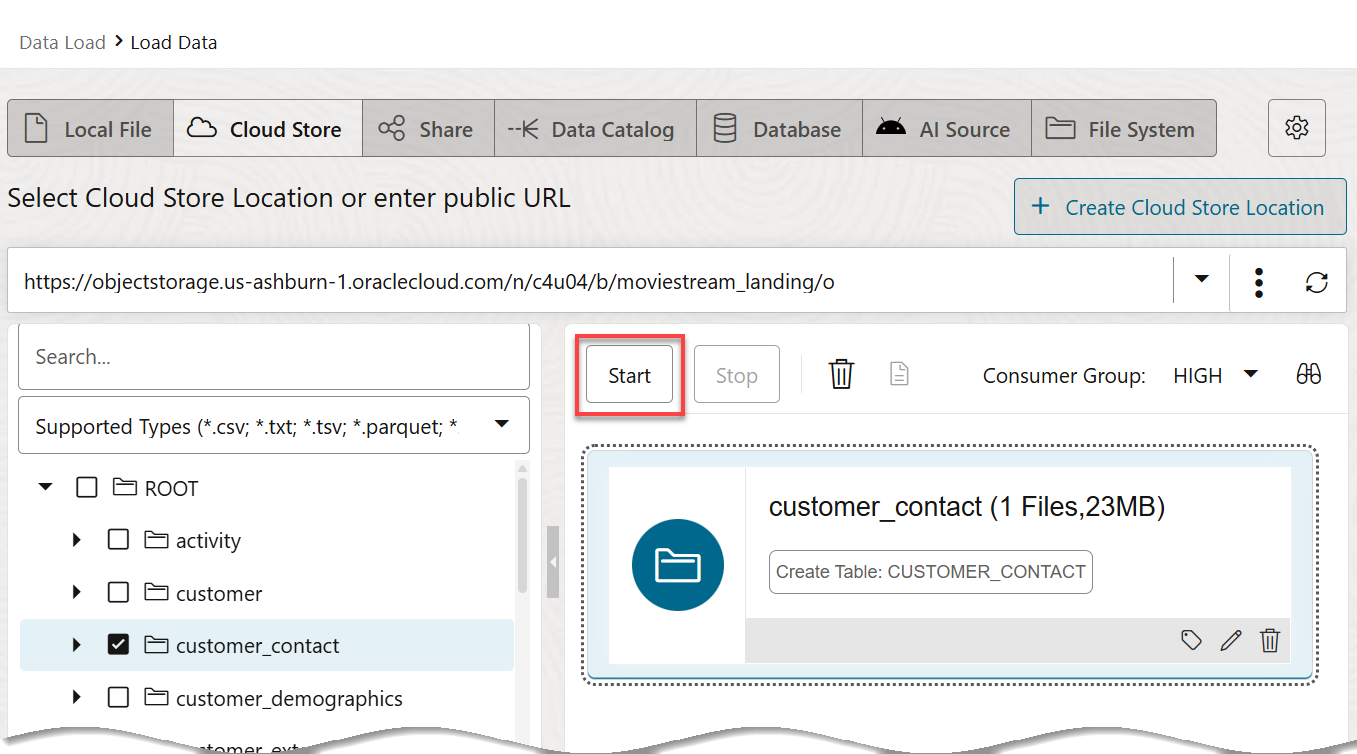 Data Load > Load Data
Local File
Cloud Store
Share
Data Catalog
Database
AI Source
File System
Select Cloud Store Location or enter public URL
+ Create Cloud Store Location
https://objectstorage.us-ashburn-1.oraclecloud.com/n/c4u04/b/moviestream_landing/o
Search...
Supported Types (*.csv; *.txt; *.tsv; *.parquet; *.
ROOT
activity
customer
customer_contact
customer_demographics
Start
Stop
Consumer Group: HIGH
customer_contact (1 Files,23MB)
Create Table: CUSTOMER_CONTACT